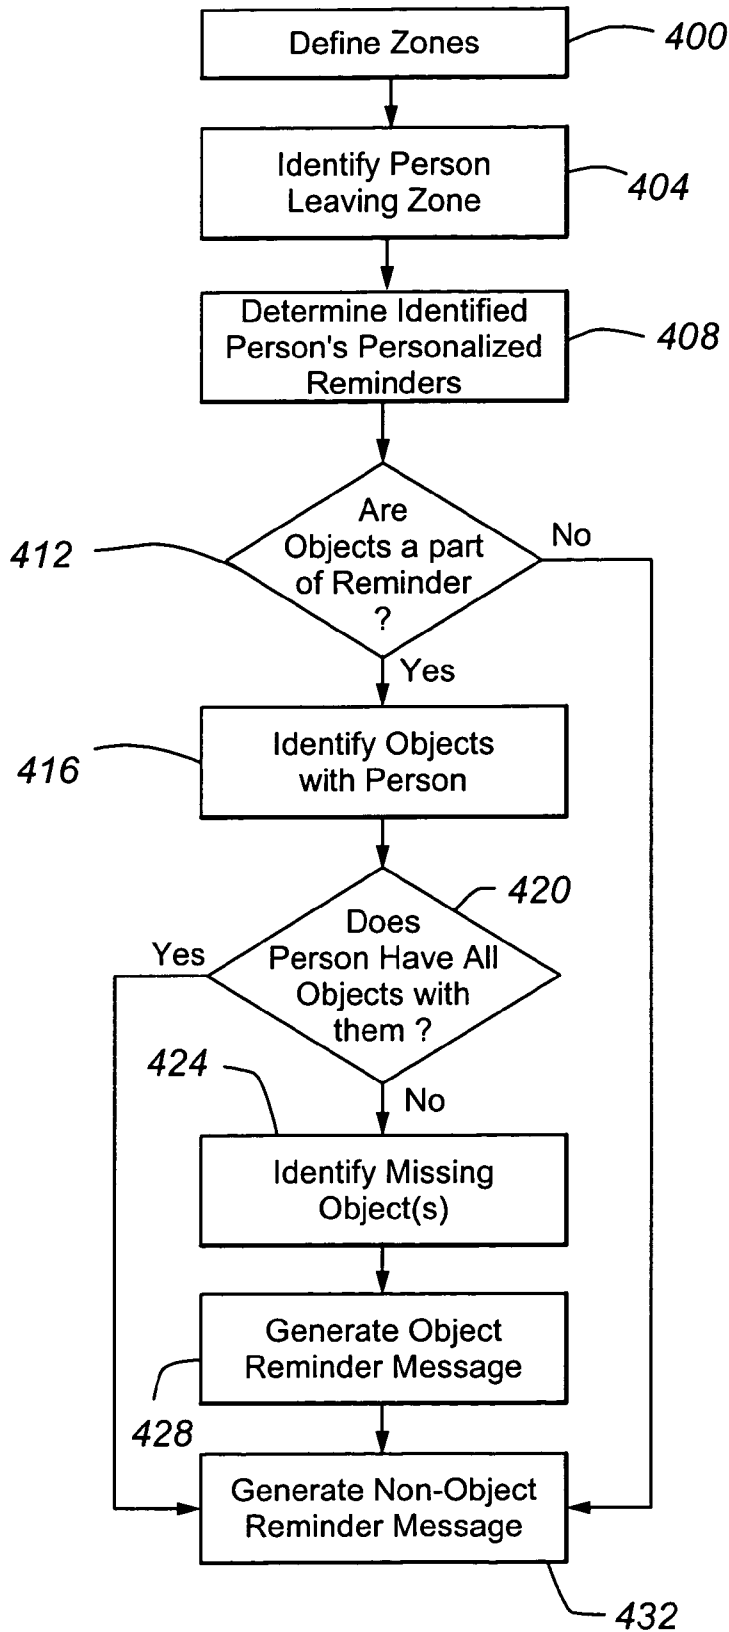 Define Zones
400
Identify Person
Leaving Zone
404
Determine Identified
Person's Personalized
Reminders
408
Are
Objects a part
of Reminder
?
412
No
Yes
Identify Objects
with Person
416
420
Does
Person Have All
Objects with
them ?
Yes
424
No
Identify Missing
Object(s)
Generate Object
Reminder Message
428
Generate Non-Object
Reminder Message
432